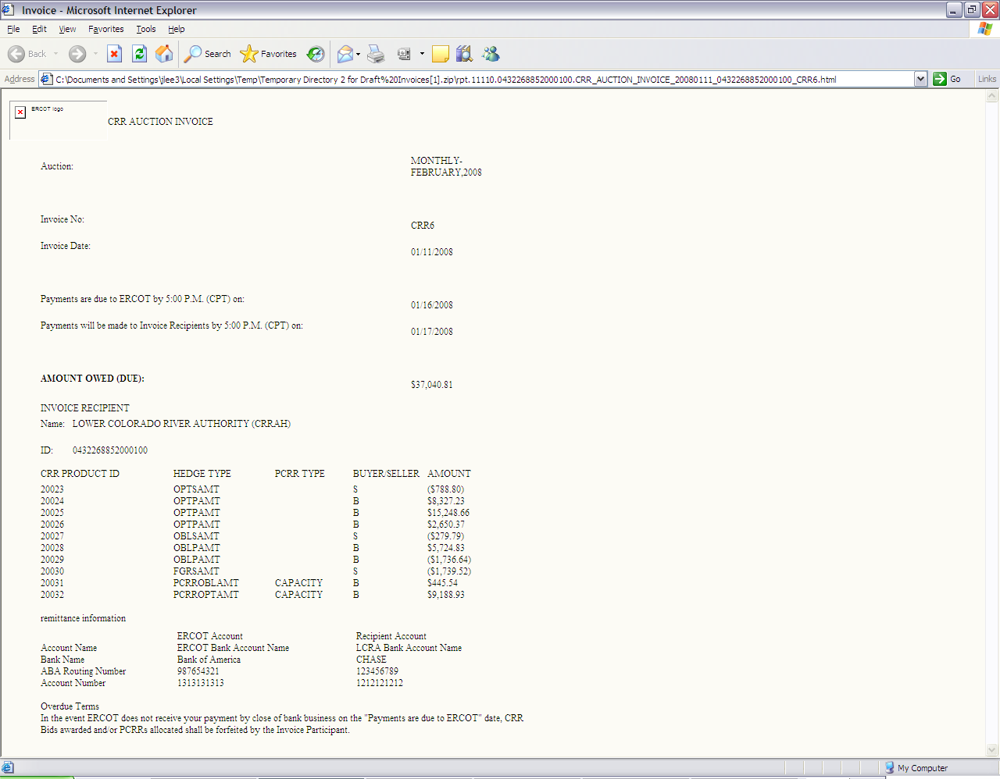 Invoice - Microsoft Internet Explorer
File Edit View Favorites Tools Help
Back Search Favorites
Address C:\Documents and Settings\jlee3\Local Settings\Temp\Temporary Directory 2 for Draft%20Invoices[1].zip\rpt.11110.0432268852000100.CRR_AUCTION_INVOICE_20080111_0432268852000100_CRR6.html Go Links
ERCOT logo
CRR AUCTION INVOICE
Auction: MONTHLY-
FEBRUARY,2008
Invoice No: CRR6
Invoice Date: 01/11/2008
Payments are due to ERCOT by 5:00 P.M. (CPT) on: 01/16/2008
Payments will be made to Invoice Recipients by 5:00 P.M. (CPT) on: 01/17/2008
AMOUNT OWED (DUE): $37,040.81
INVOICE RECIPIENT
Name: LOWER COLORADO RIVER AUTHORITY (CRRAH)
ID: 0432268852000100
CRR PRODUCT ID HEDGE TYPE PCRR TYPE BUYER/SELLER AMOUNT
20023 OPTSAMT S ($788.80)
20024 OPTPAMT B $8,327.23
20025 OPTPAMT B $15,248.66
20026 OPTPAMT B $2,650.37
20027 OBLSAMT S ($279.79)
20028 OBLPAMT B $5,724.83
20029 OBLPAMT B ($1,736.64)
20030 FGRSAMT S ($1,739.52)
20031 PCRROBLAMT CAPACITY B $445.54
20032 PCRROPTAMT CAPACITY B $9,188.93
remittance information
ERCOT Account Recipient Account
Account Name ERCOT Bank Account Name LCRA Bank Account Name
Bank Name Bank of America CHASE
ABA Routing Number 987654321 123456789
Account Number 1313131313 1212121212
Overdue Terms
In the event ERCOT does not receive your payment by close of bank business on the "Payments are due to ERCOT" date, CRR
Bids awarded and/or PCRRs allocated shall be forfeited by the Invoice Participant.
My Computer